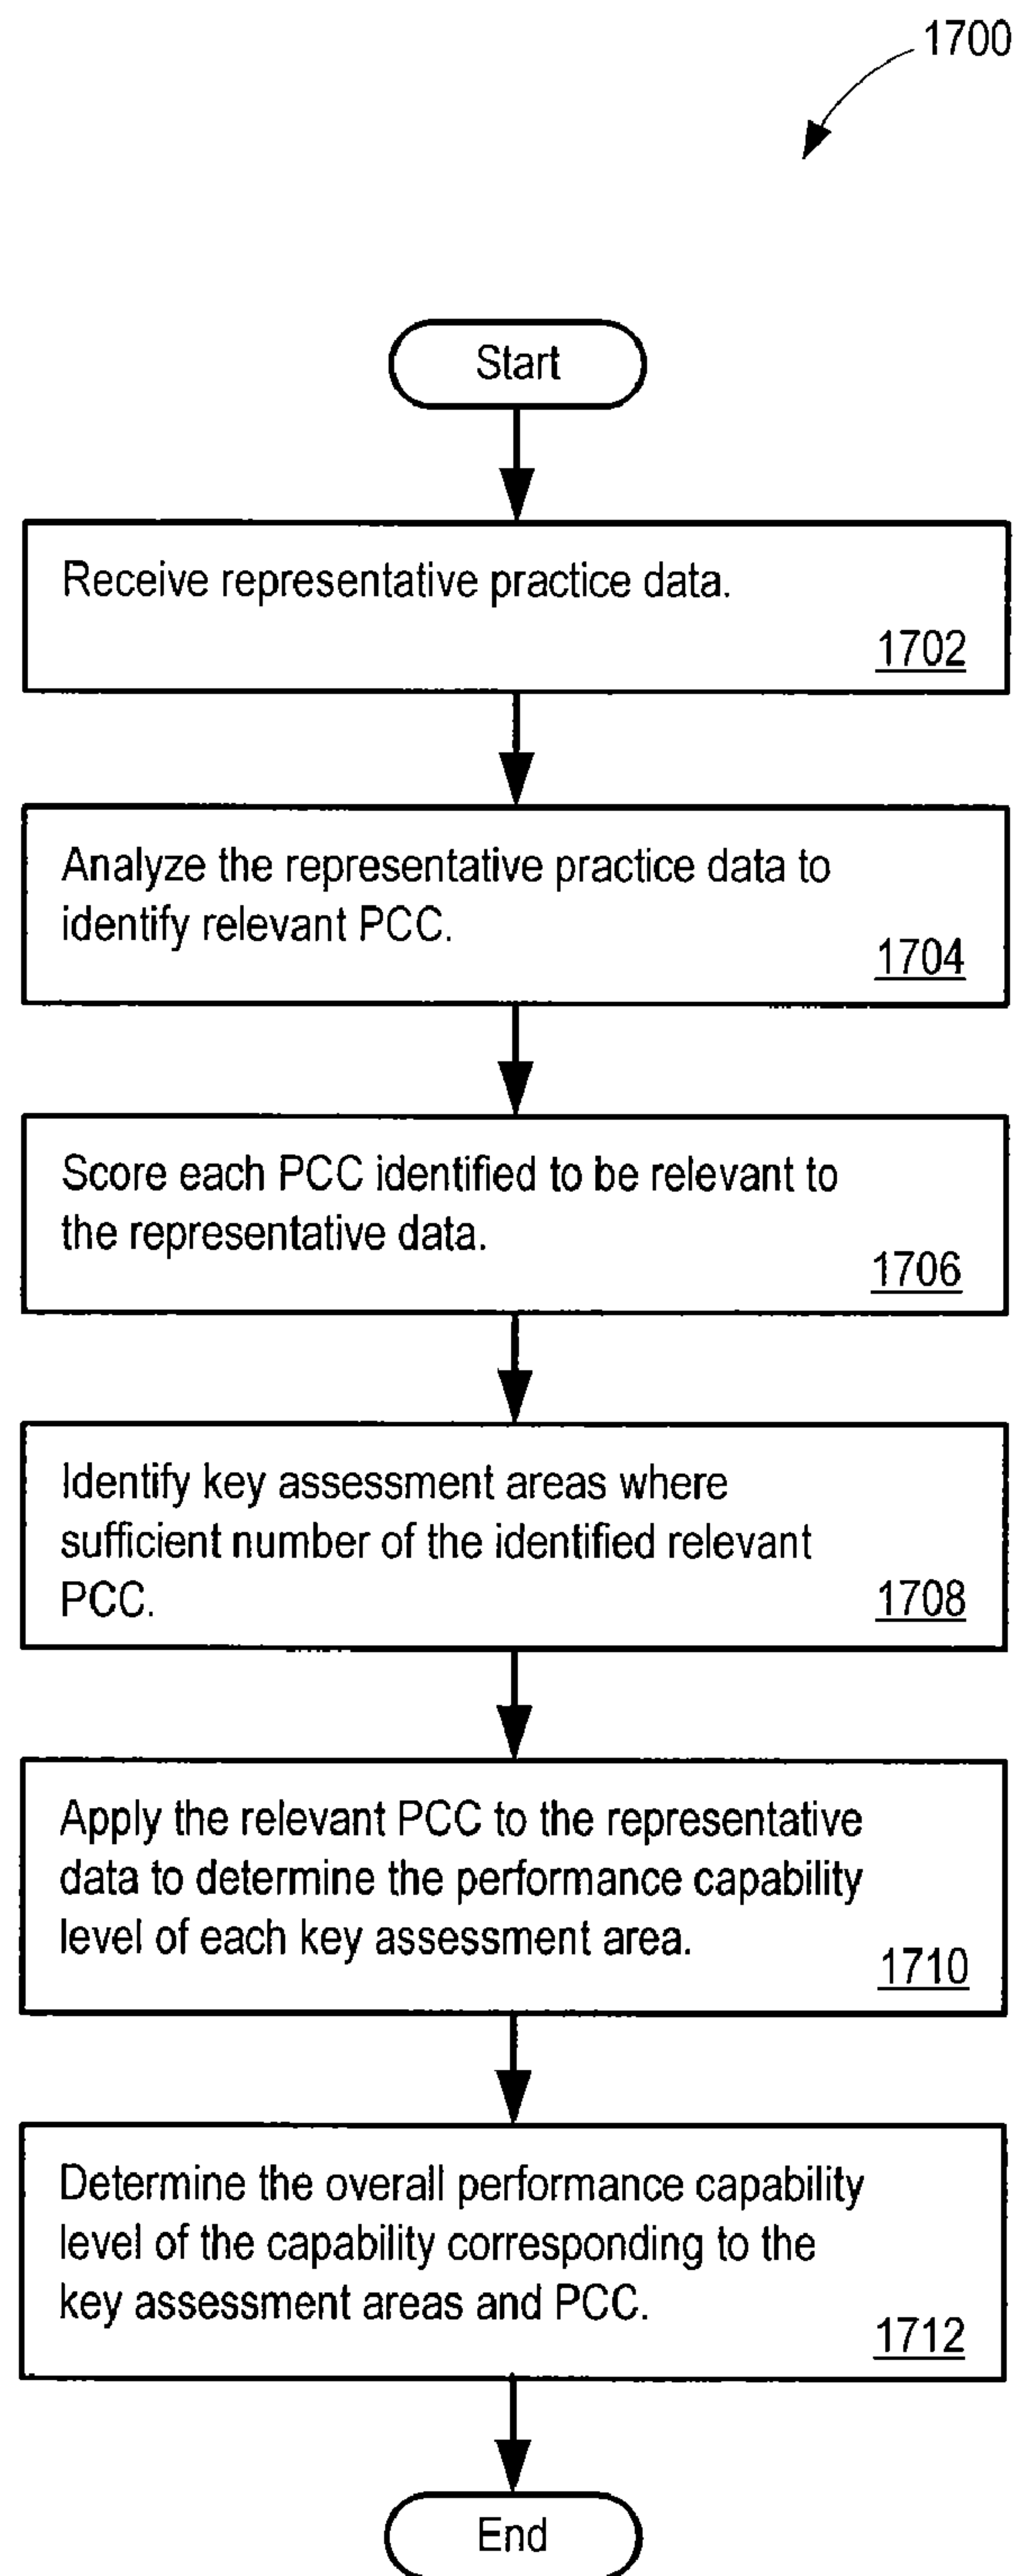 1700
Start
Receive representative practice data.
1702
Analyze the representative practice data to
identify relevant PCC.
1704
Score each PCC identified to be relevant to
the representative data.
1706
Identify key assessment areas where
sufficient number of the identified relevant
PCC.
1708
Apply the relevant PCC to the representative
data to determine the performance capability
level of each key assessment area.
1710
Determine the overall performance capability
level of the capability corresponding to the
key assessment areas and PCC.
1712
End